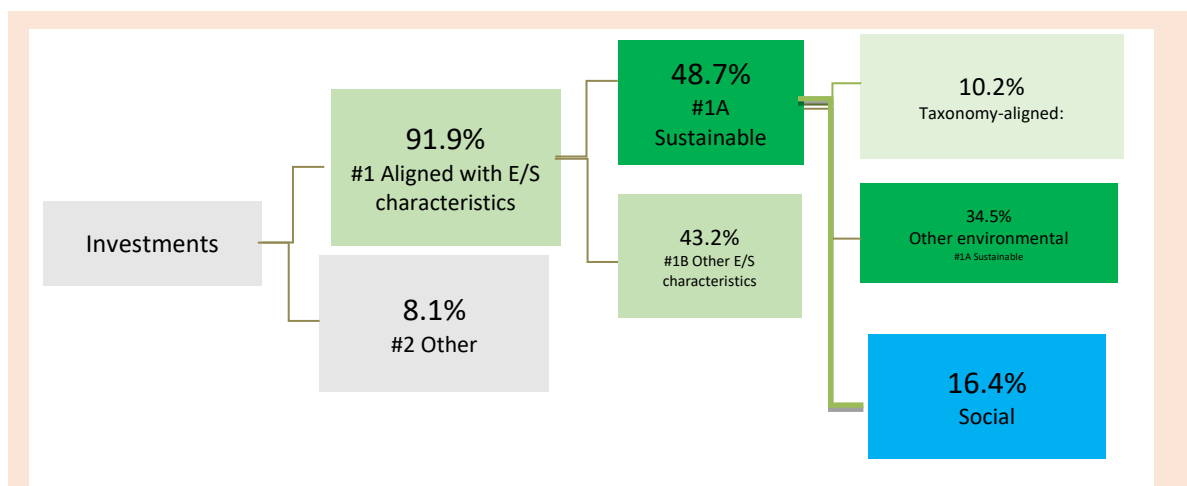 Investments
91.9%
#1 Aligned with E/S
characteristics
8.1%
#2 Other
48.7%
#1A
Sustainable
43.2%
#1B Other E/S
characteristics
10.2%
Taxonomy-aligned:
34.5%
Other environmental
#1A Sustainable
16.4%
Social